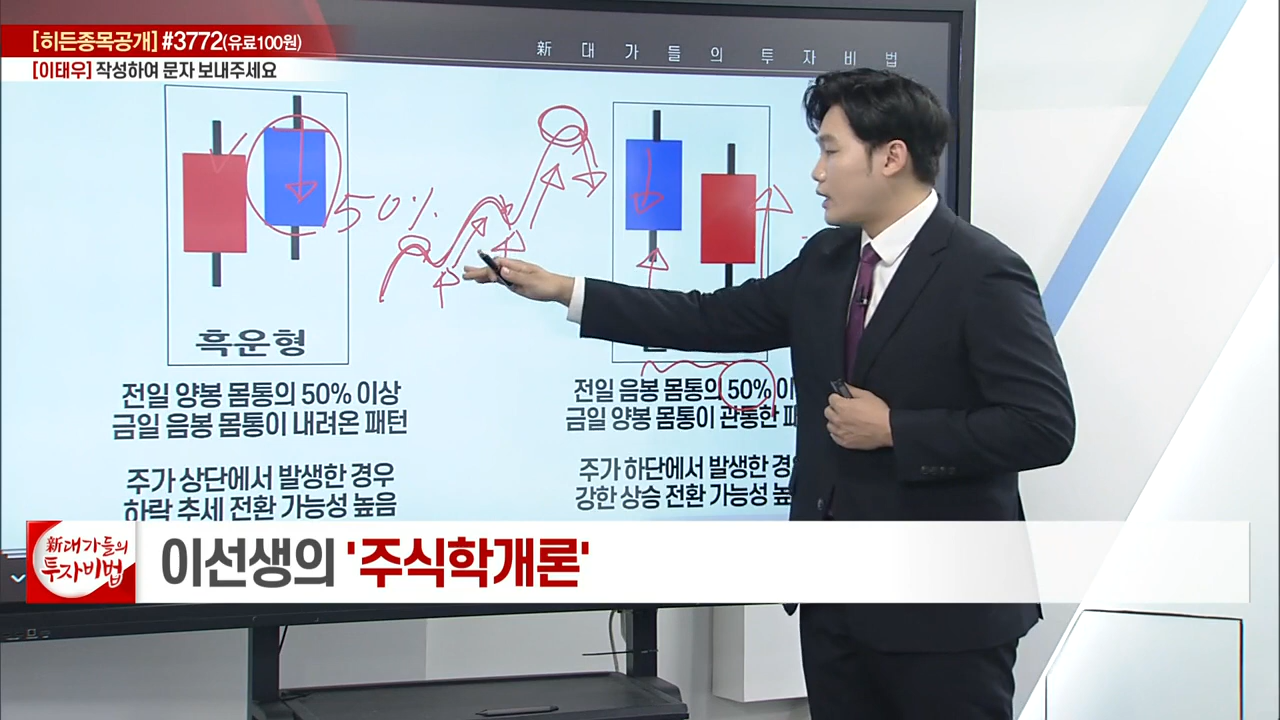 [히든종목공개] #3772(유료100원)
[이태우] 작성하여 문자 보내주세요
新 대 가 들 의 투 자 비 법
50%
흑운형
전일 양봉 몸통의 50% 이상
금일 음봉 몸통이 내려온 패턴
주가 상단에서 발생한 경우
하락 추세 전환 가능성 높음
전일 음봉 몸통의 50%
금일 양봉 몸통이 관통한
주가 하단에서 발생한
강한 상승 전환 가능성
新대가들의
투자비법
이선생의 '주식학개론'